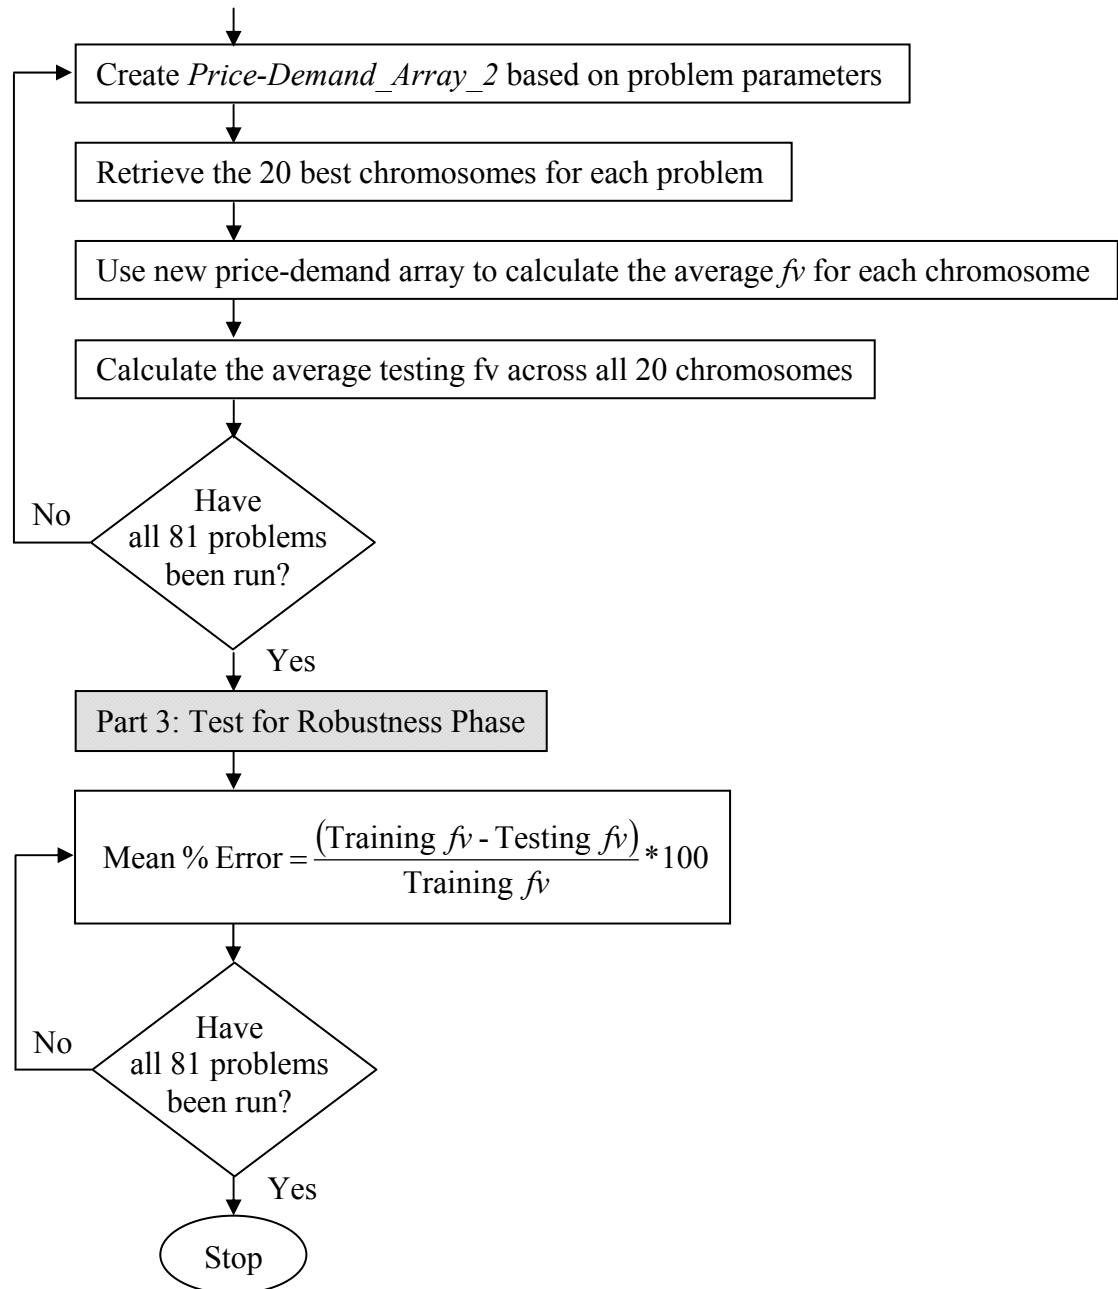 Create Price-Demand_Array_2 based on problem parameters
Retrieve the 20 best chromosomes for each problem
Use new price-demand array to calculate the average fv for each chromosome
Calculate the average testing fv across all 20 chromosomes
Have
No
all 81 problems
been run?
Yes
Part 3: Test for Robustness Phase
(Training fv - Testing fv)
Mean % Error = *100
Training fv
Have
No
all 81 problems
been run?
Yes
Stop